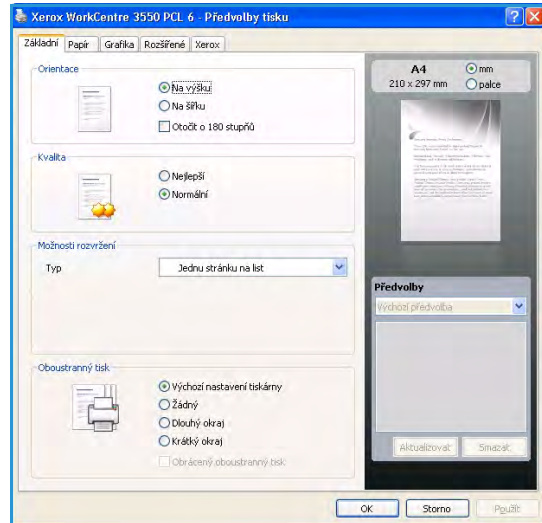 Xerox WorkCentre 3550 PCL 6 - Předvolby tisku
Základní Papír Grafika Rozšířené Xerox
Orientace
Na výšku
Na šířku
Otočit o 180 stupňů
Kvalita
Nejlepší
Normální
Možnosti rozvržení
Typ Jednu stránku na list
Oboustranný tisk
Výchozí nastavení tiskárny
Žádný
Dlouhý okraj
Krátký okraj
Obrácený oboustranný tisk
A4 mm
210 x 297 mm palce
Předvolby
Výchozí předvolba
Aktualizovat Smazat
OK Storno Použít